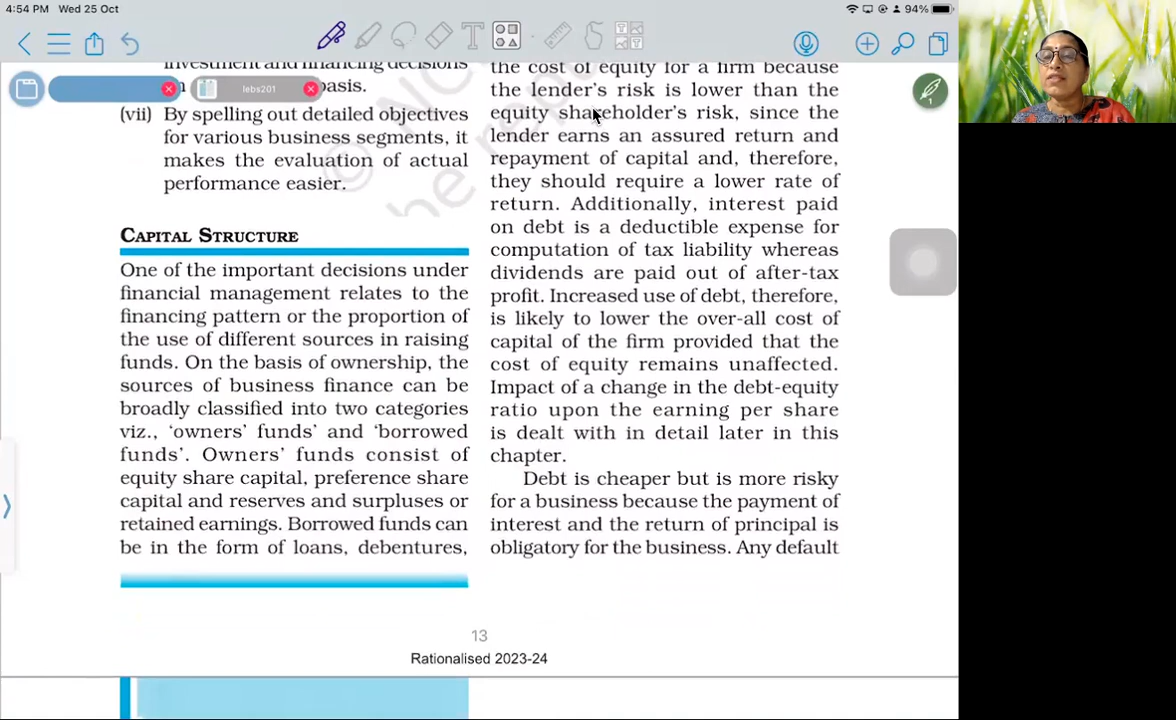 4:54 PM Wed 25 Oct
94%
lebs201
investment and financing decisions
basis.
(vii) By spelling out detailed objectives
for various business segments, it
makes the evaluation of actual
performance easier.
CAPITAL STRUCTURE
One of the important decisions under
financial management relates to the
financing pattern or the proportion of
the use of different sources in raising
funds. On the basis of ownership, the
sources of business finance can be
broadly classified into two categories
viz., ‘owners’ funds’ and ‘borrowed
funds’. Owners’ funds consist of
equity share capital, preference share
capital and reserves and surpluses or
retained earnings. Borrowed funds can
be in the form of loans, debentures,
the cost of equity for a firm because
the lender’s risk is lower than the
equity shareholder’s risk, since the
lender earns an assured return and
repayment of capital and, therefore,
they should require a lower rate of
return. Additionally, interest paid
on debt is a deductible expense for
computation of tax liability whereas
dividends are paid out of after-tax
profit. Increased use of debt, therefore,
is likely to lower the over-all cost of
capital of the firm provided that the
cost of equity remains unaffected.
Impact of a change in the debt-equity
ratio upon the earning per share
is dealt with in detail later in this
chapter.
Debt is cheaper but is more risky
for a business because the payment of
interest and the return of principal is
obligatory for the business. Any default
13
Rationalised 2023-24